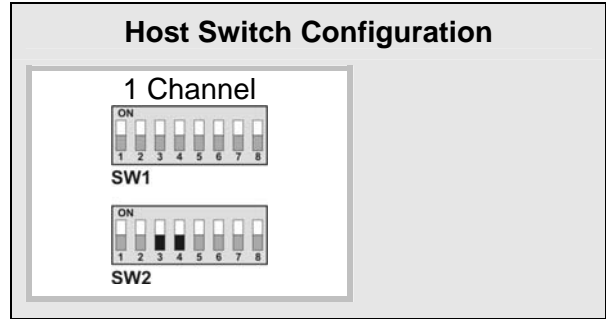 Host Switch Configuration
1 Channel
ON
1 2 3 4 5 6 7 8
SW1
ON
1 2 3 4 5 6 7 8
SW2